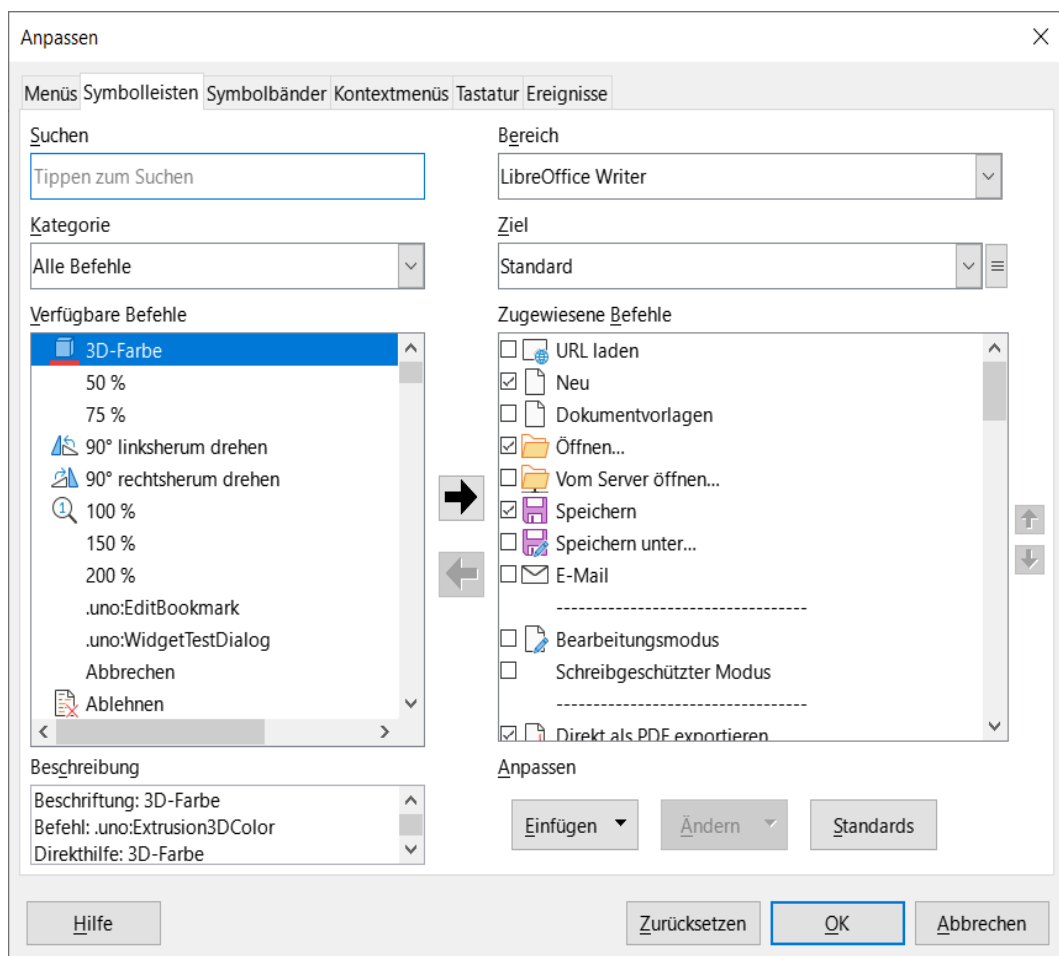 Anpassen
Menüs Symbolleisten Symbolbänder Kontextmenüs Tastatur Ereignisse
Suchen
Tippen zum Suchen
Kategorie
Alle Befehle
Verfügbare Befehle
3D-Farbe
50 %
75 %
90° linksherum drehen
90° rechtsherum drehen
1
100 %
150 %
200 %
.uno:EditBookmark
.uno:WidgetTestDialog
Abbrechen
Ablehnen
Beschreibung
Beschriftung: 3D-Farbe
Befehl: .uno:Extrusion3DColor
Direkthilfe: 3D-Farbe
Bereich
LibreOffice Writer
Ziel
Standard
Zugewiesene Befehle
URL laden
Neu
Dokumentvorlagen
Öffnen...
Vom Server öffnen...
Speichern
Speichern unter...
E-Mail
----------------------------------
Bearbeitungsmodus
Schreibgeschützter Modus
----------------------------------
Direkt als PDF exportieren
Anpassen
Einfügen Ändern Standards
Hilfe Zurücksetzen OK Abbrechen